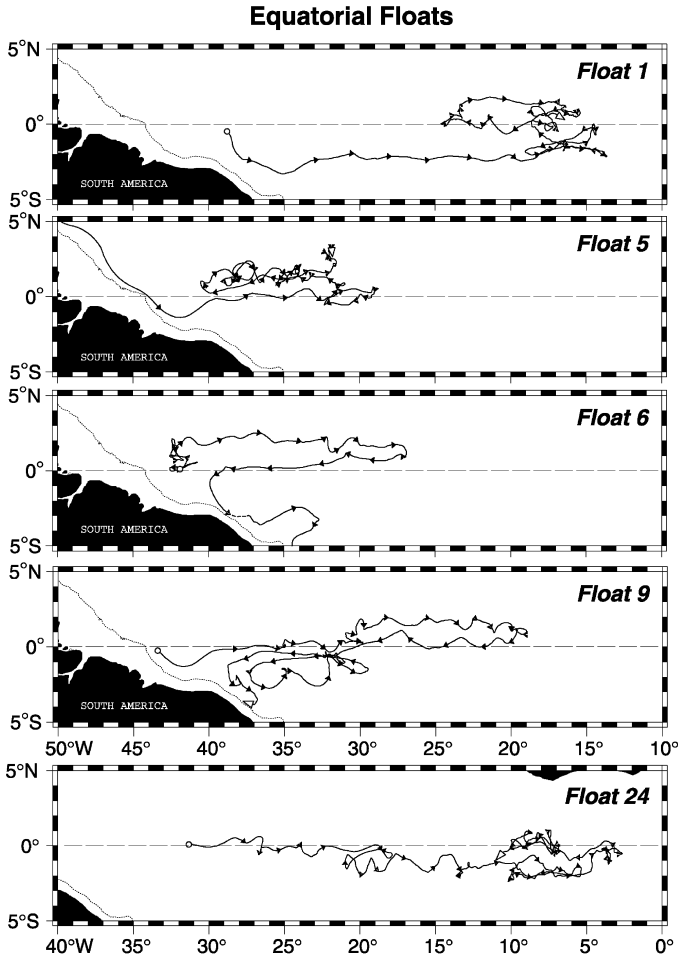 Equatorial Floats
5°N
Float 1
0°
SOUTH AMERICA
5°S
5°N
Float 5
0°
SOUTH AMERICA
5°S
5°N
Float 6
0°
SOUTH AMERICA
5°S
5°N
Float 9
0°
SOUTH AMERICA
5°S
50°W 45° 40° 35° 30° 25° 20° 15° 10°
5°N
Float 24
0°
5°S
40°W 35° 30° 25° 20° 15° 10° 5° 0°